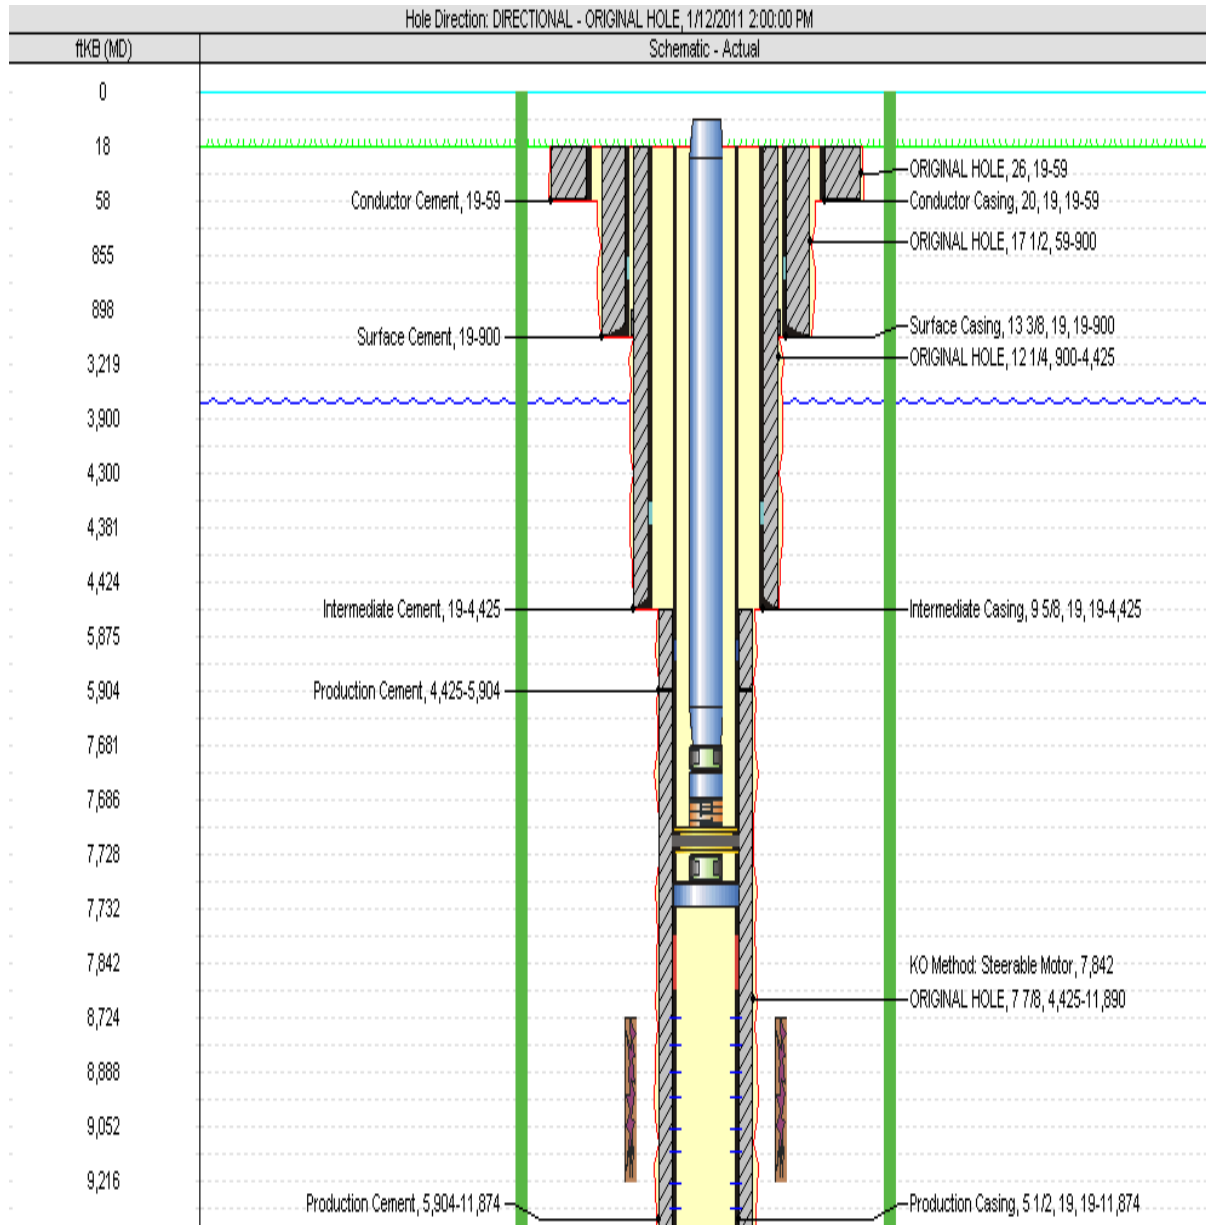 Hole Direction: DIRECTIONAL - ORIGINAL HOLE, 1/12/2011 2:00:00 PM
ftKB (MD)
Schematic - Actual
0
18
ORIGINAL HOLE, 26, 19-59
58
Conductor Cement, 19-59
Conductor Casing, 20, 19, 19-59
ORIGINAL HOLE, 17 1/2, 59-900
855
898
Surface Casing, 13 3/8, 19, 19-900
Surface Cement, 19-900
ORIGINAL HOLE, 12 1/4, 900-4,425
3,219
3,900
4,300
4,381
4,424
Intermediate Cement, 19-4,425
Intermediate Casing, 9 5/8, 19, 19-4,425
5,875
5,904
Production Cement, 4,425-5,904
7,681
7,686
7,728
7,732
7,842
KO Method: Steerable Motor, 7,842
ORIGINAL HOLE, 7 7/8, 4,425-11,890
8,724
8,888
9,052
9,216
Production Cement, 5,904-11,874
Production Casing, 5 1/2, 19, 19-11,874